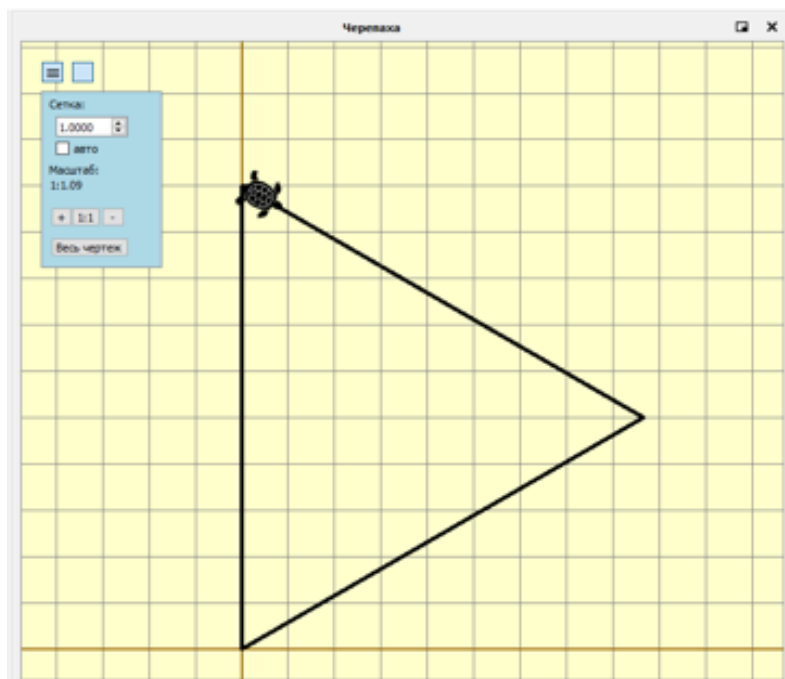 Черепаха
Сетка:
1.0000
авто
Масштаб:
1:1.09
+ 1:1 -
Весь чертеж